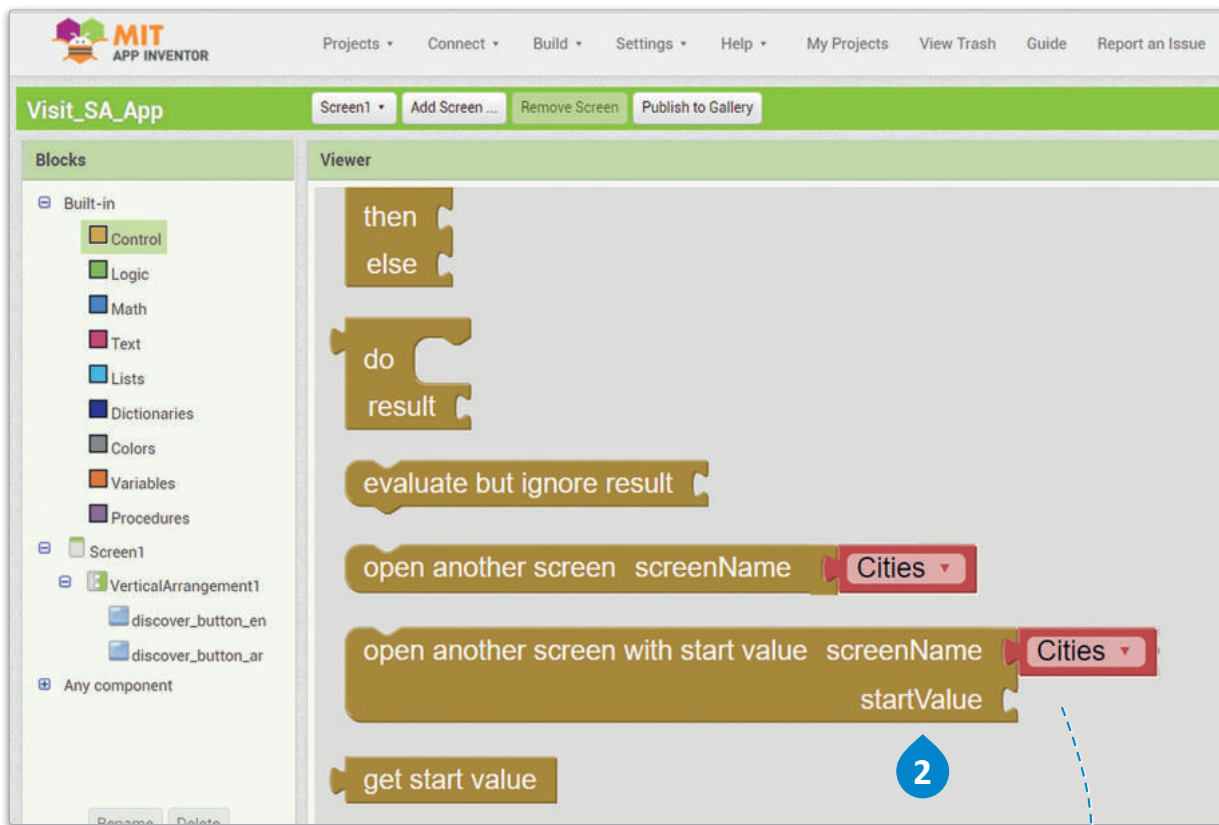 MIT
APP INVENTOR
Projects Connect Build Settings Help My Projects View Trash Guide Report an Issue
Visit_SA_App Screen1 Add Screen ... Remove Screen Publish to Gallery
Blocks
Built-in
Control
Logic
Math
Text
Lists
Dictionaries
Colors
Variables
Procedures
Screen1
VerticalArrangement1
discover_button_en
discover_button_ar
Any component
Rename Delete
Viewer
then
else
do
result
evaluate but ignore result
open another screen screenName Cities
open another screen with start value screenName Cities
startValue
2
get start value